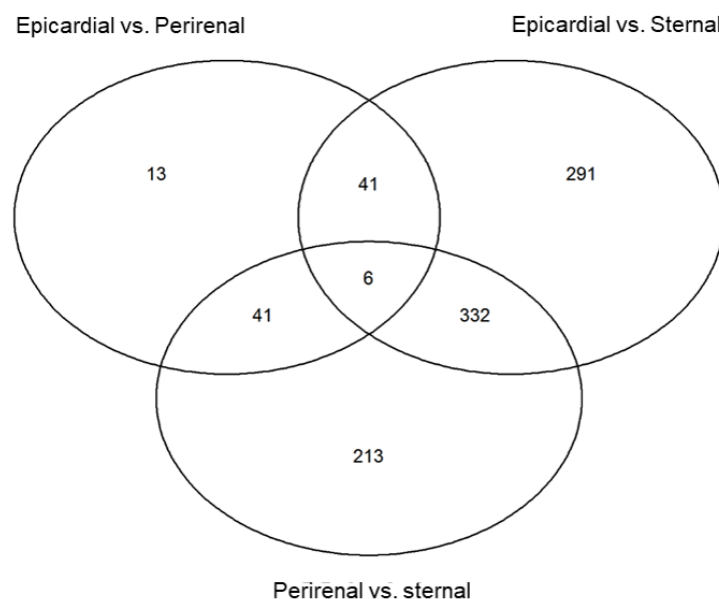 Epicardial vs. Perirenal
Epicardial vs. Sternal
13
41
291
6
41
332
213
Perirenal vs. sternal